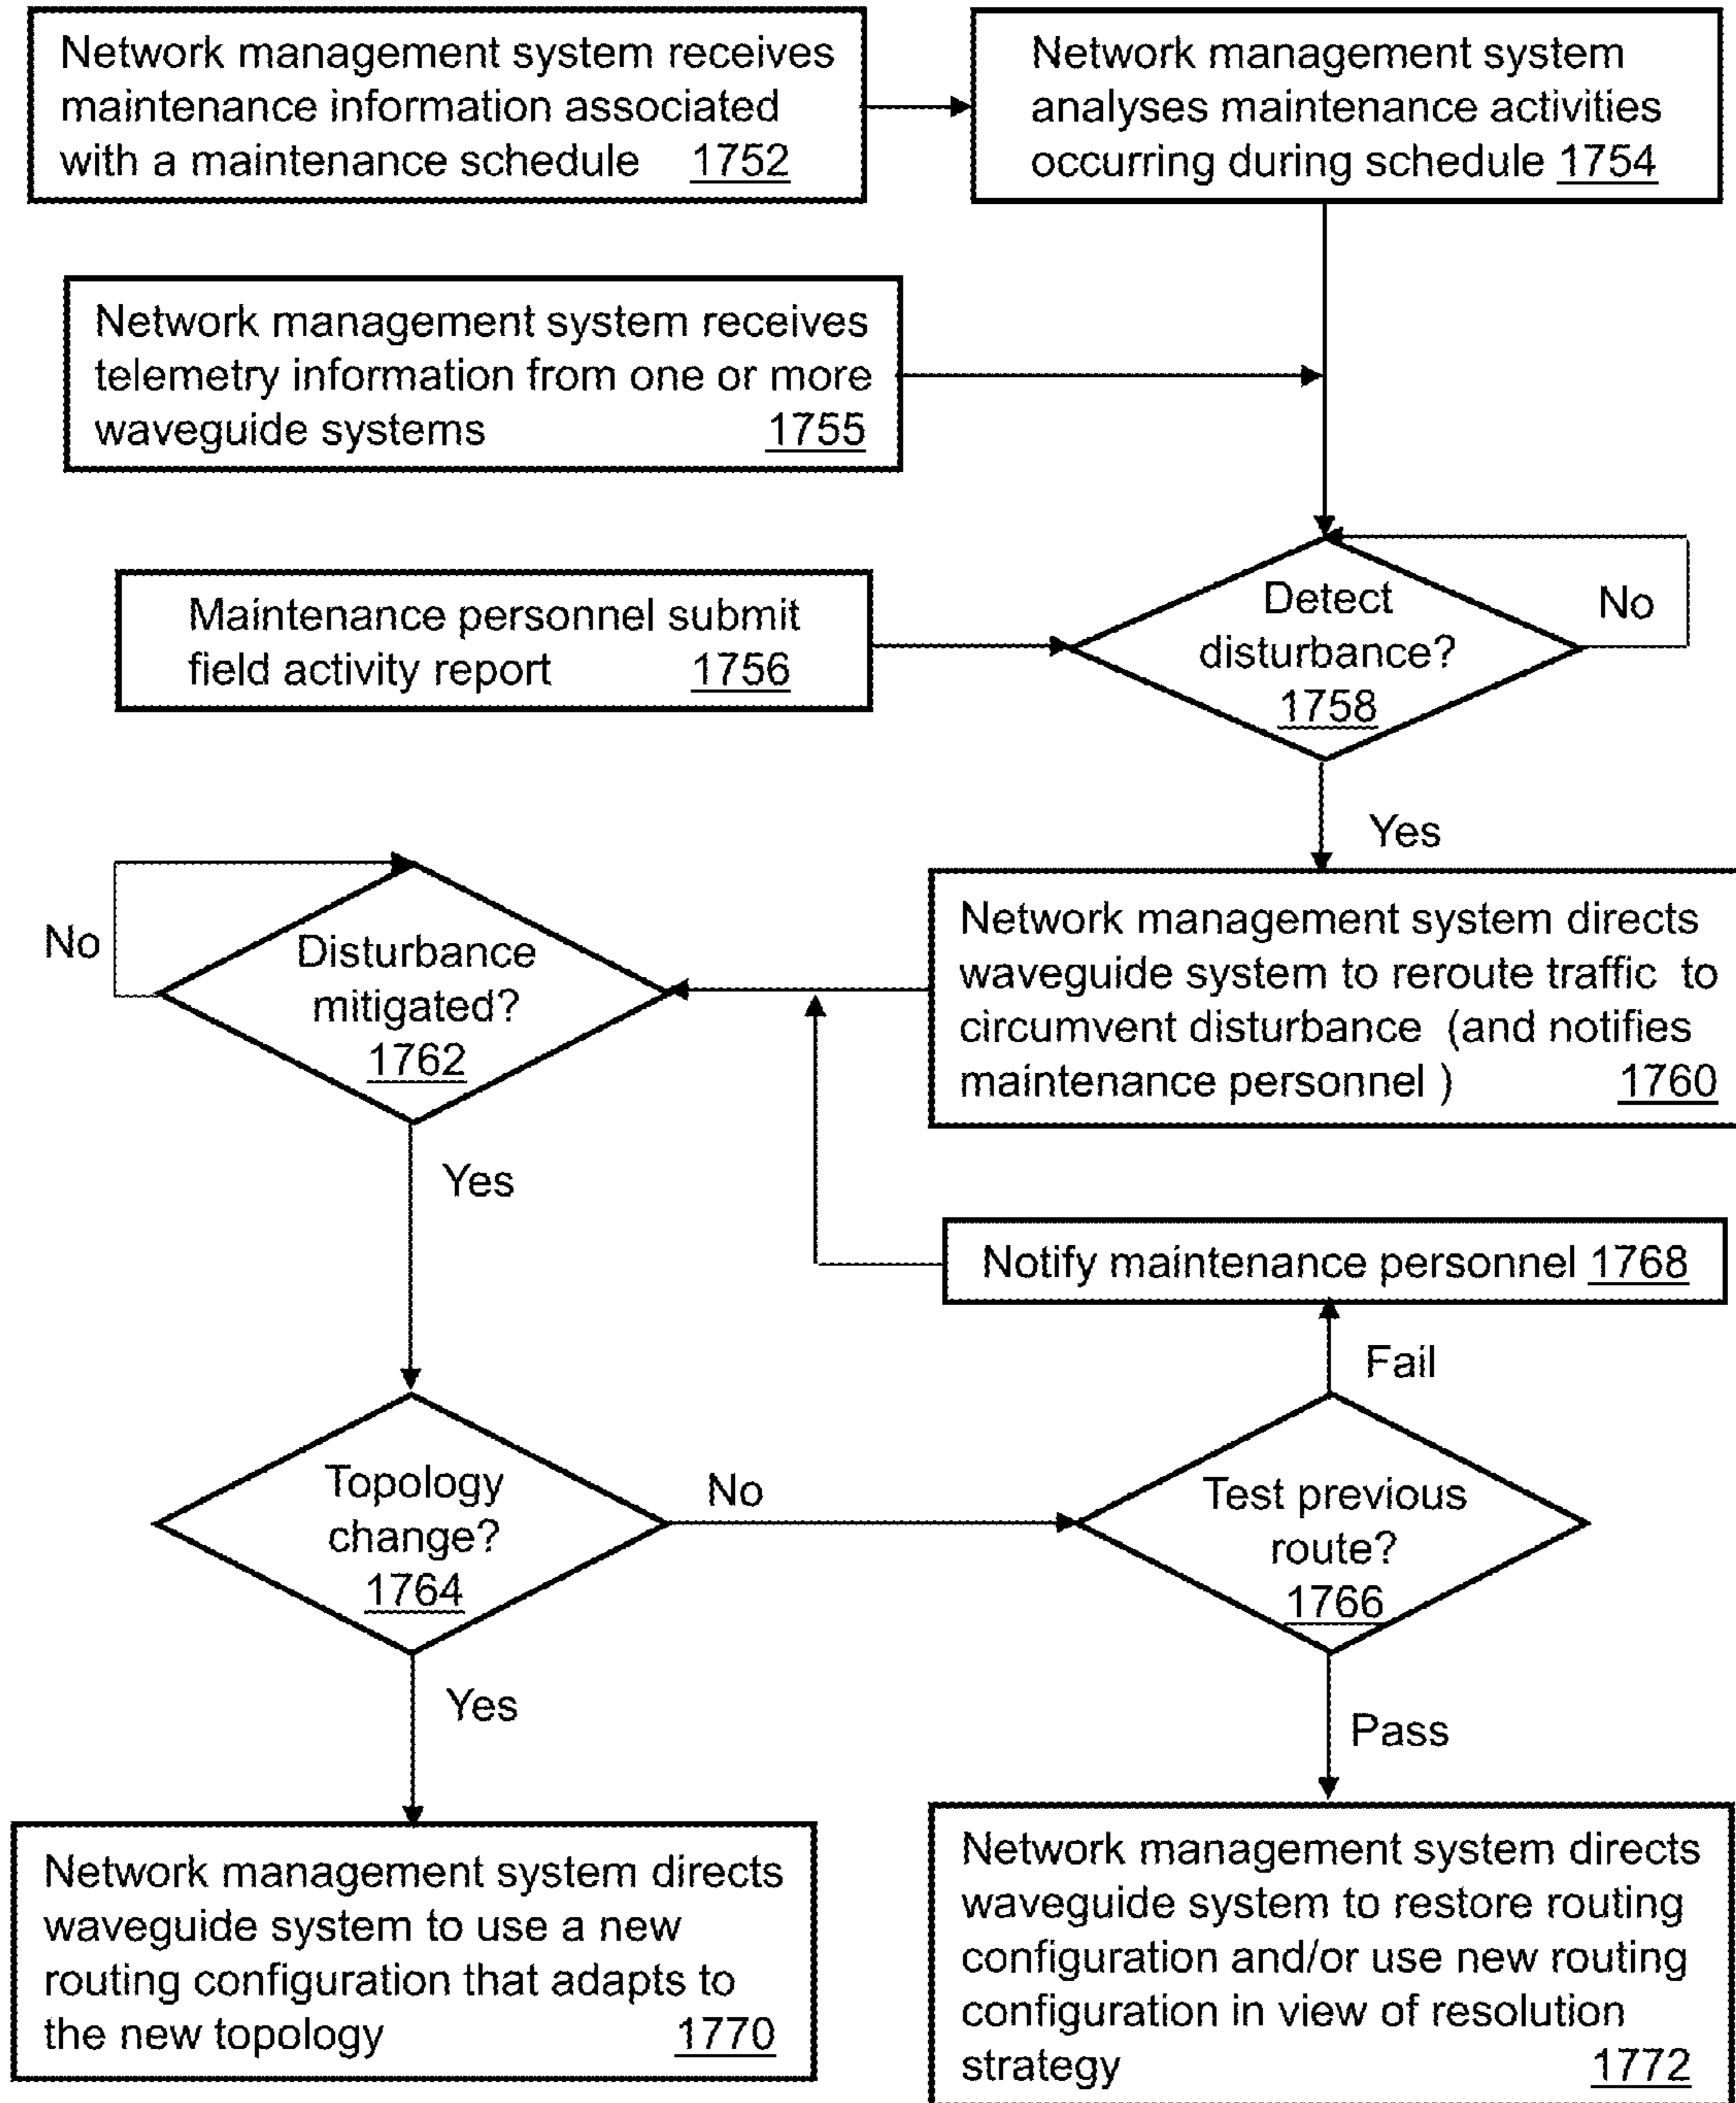 Network management system receives
maintenance information associated
with a maintenance schedule 1752
Network management system
analyses maintenance activities
occurring during schedule 1754
Network management system receives
telemetry information from one or more
waveguide systems 1755
Maintenance personnel submit
field activity report 1756
Detect
disturbance?
1758
No
Yes
Network management system directs
waveguide system to reroute traffic to
circumvent disturbance (and notifies
maintenance personnel ) 1760
Disturbance
mitigated?
1762
No
Yes
Notify maintenance personnel 1768
Fail
Topology
change?
1764
No
Test previous
route?
1766
Yes
Pass
Network management system directs
waveguide system to use a new
routing configuration that adapts to
the new topology 1770
Network management system directs
waveguide system to restore routing
configuration and/or use new routing
configuration in view of resolution
strategy 1772